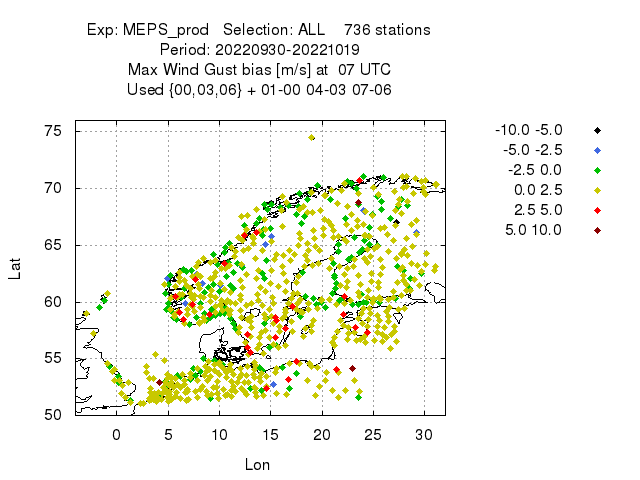 Exp: MEPS_prod   Selection: ALL    736 stations
Period: 20220930-20221019
Max Wind Gust bias [m/s] at  07 UTC
Used {00,03,06} + 01-00 04-03 07-06
-10.0 -5.0
-5.0 -2.5
-2.5 0.0
0.0 2.5
2.5 5.0
5.0 10.0
75
70
65
60
55
50
Lat
0 5 10 15 20 25 30
Lon